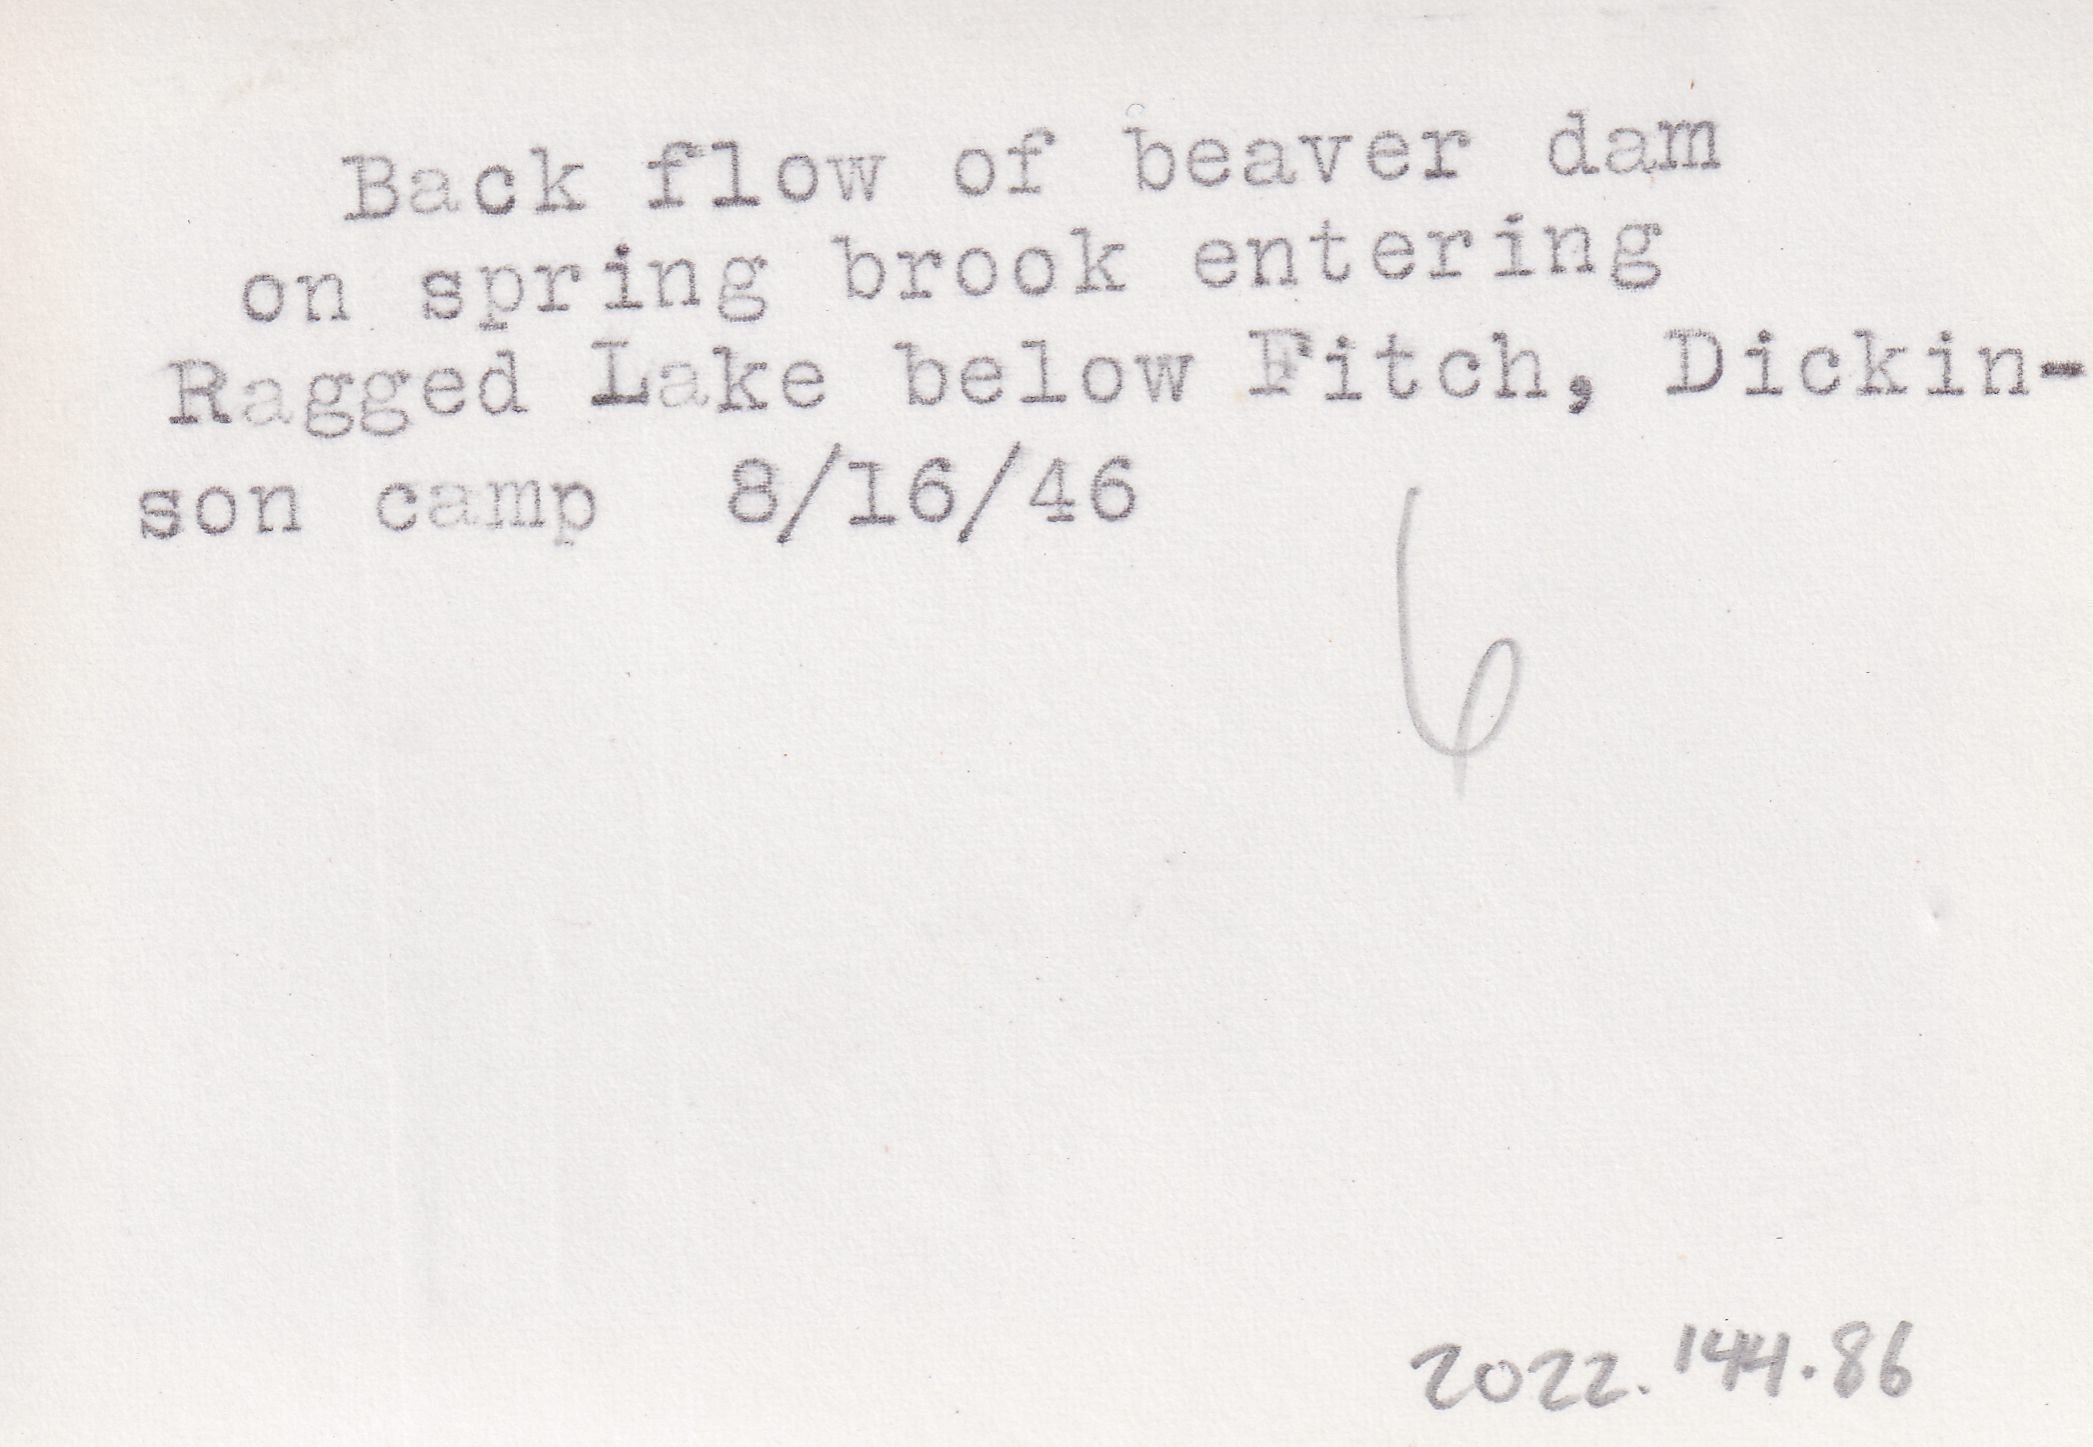 Back flow of beaver dam
on spring brook entering
Ragged Lake below Fitch, Dickin-
son camp 8/16/46
6
2022.144.86